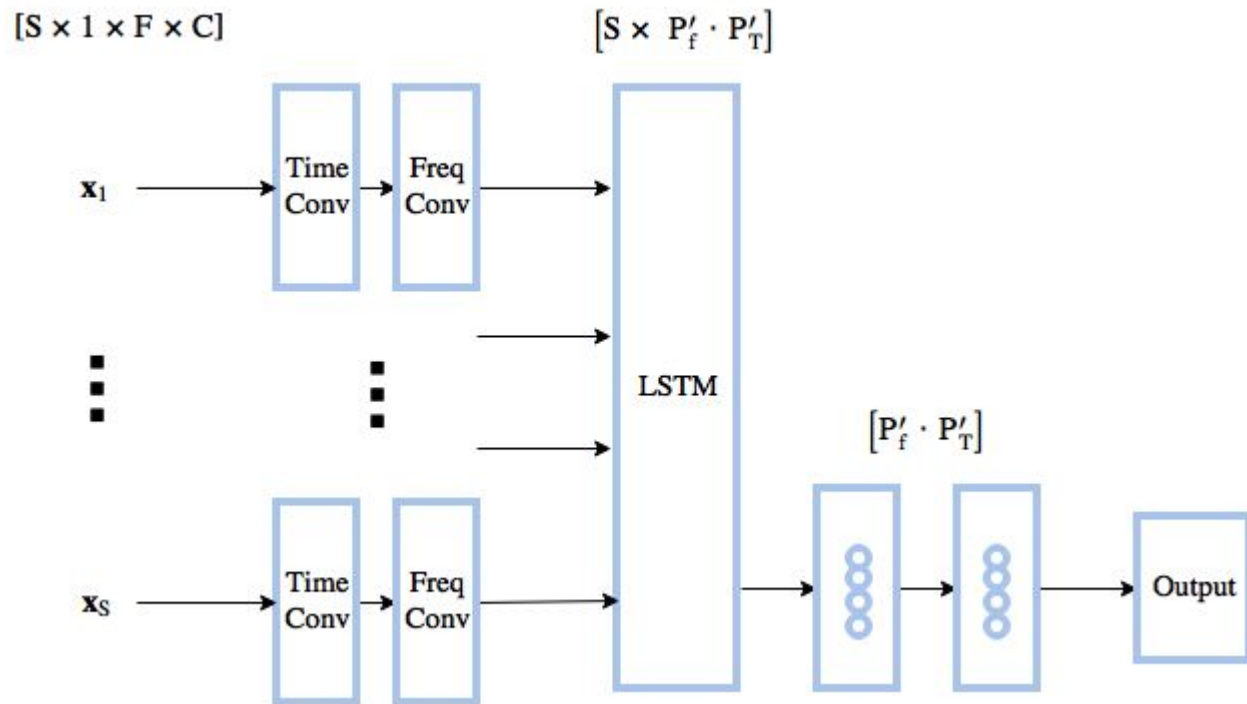 [S × 1 × F × C]
[S × P′f · P′T]
x1
Time
Conv
Freq
Conv
LSTM
[P′f · P′T]
xS
Time
Conv
Freq
Conv
Output